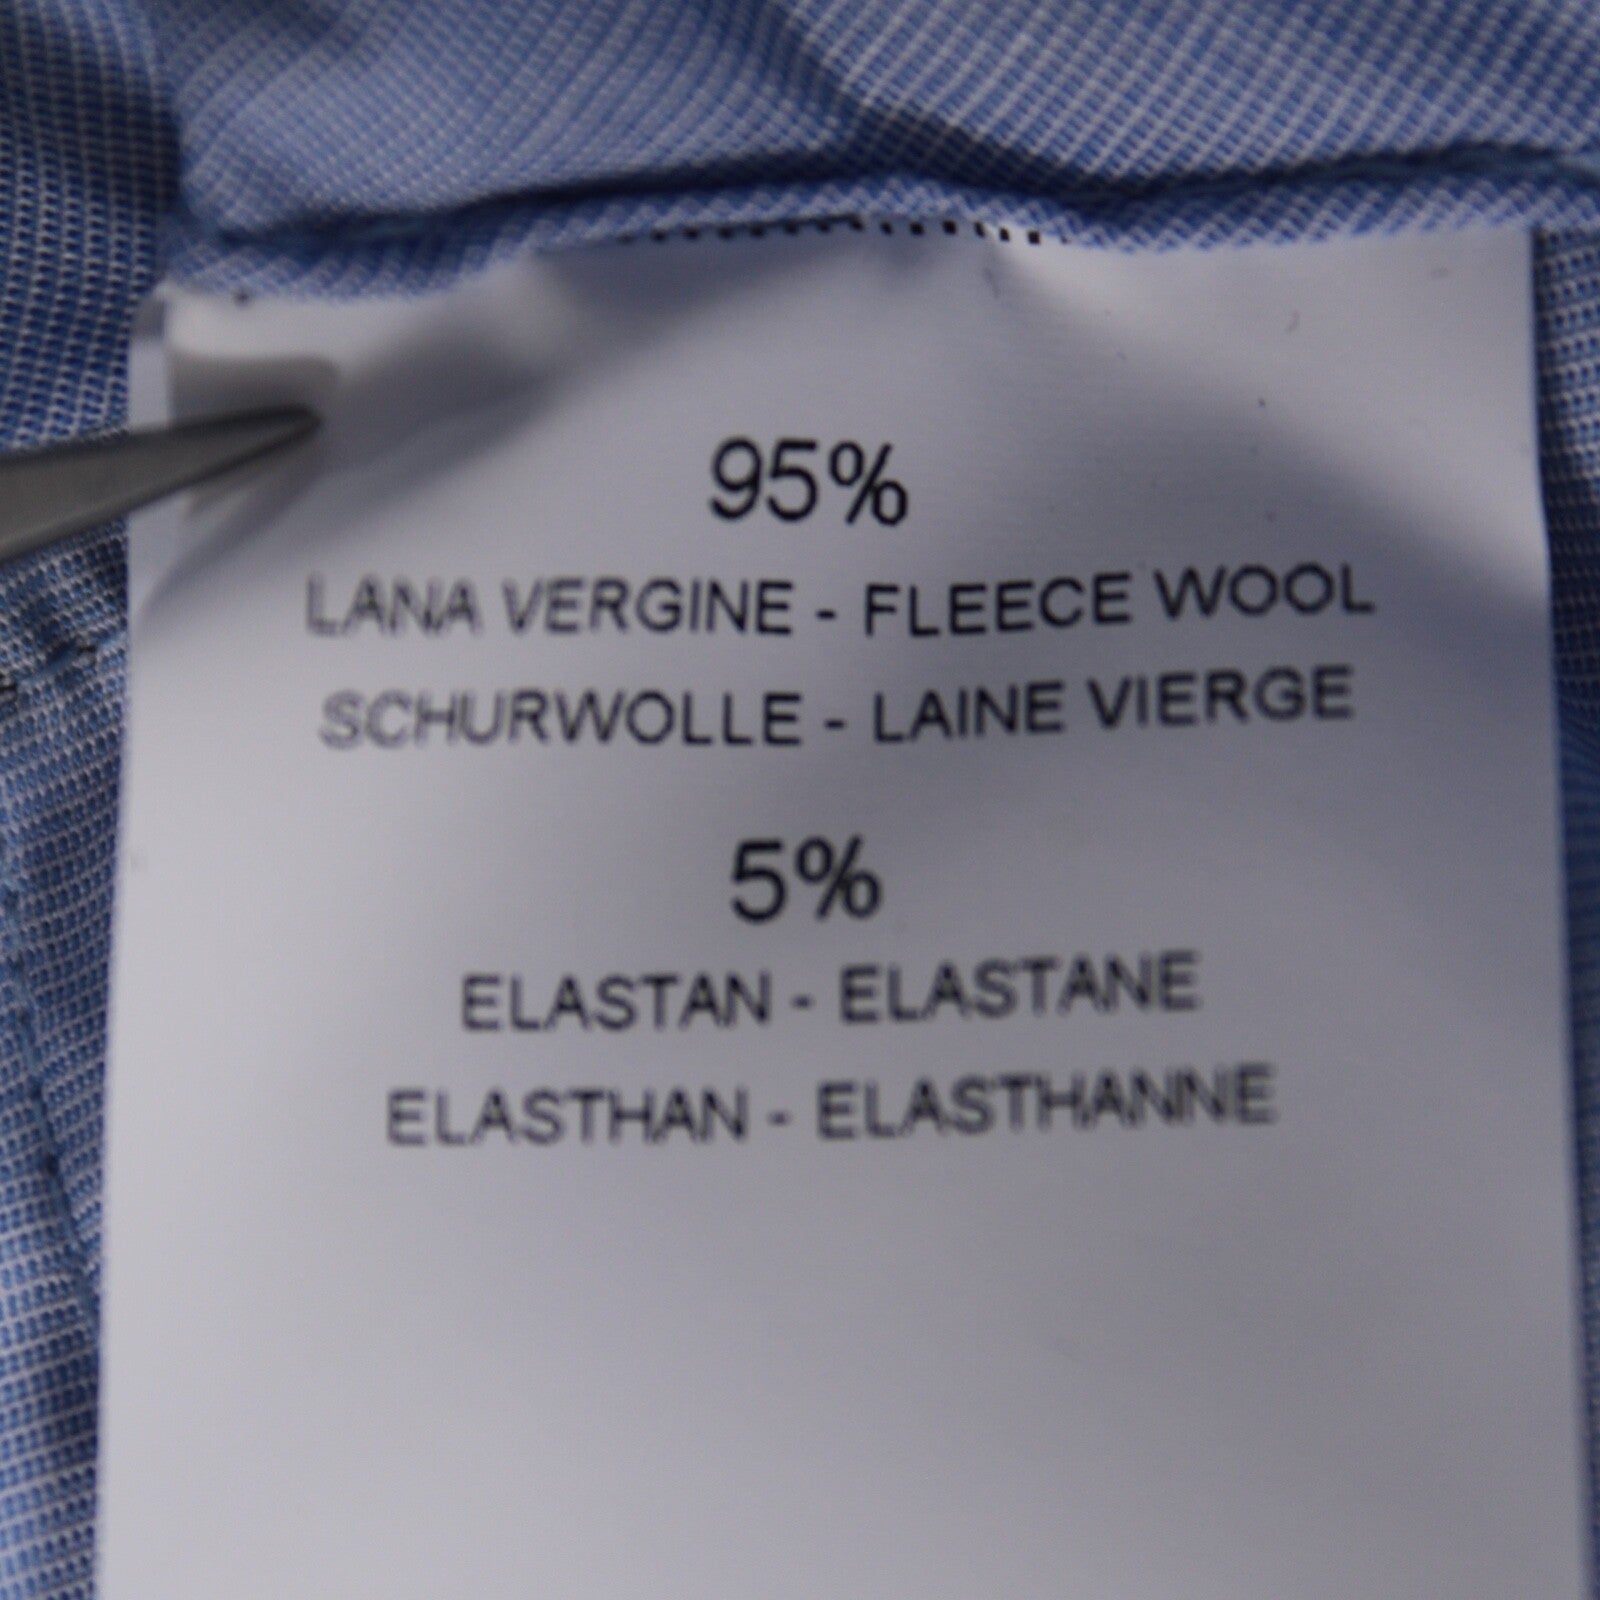 95%
LANA VERGINE - FLEECE WOOL
SCHURWOLLE - LAINE VIERGE
5%
ELASTAN - ELASTANE
ELASTHAN - ELASTHANNE